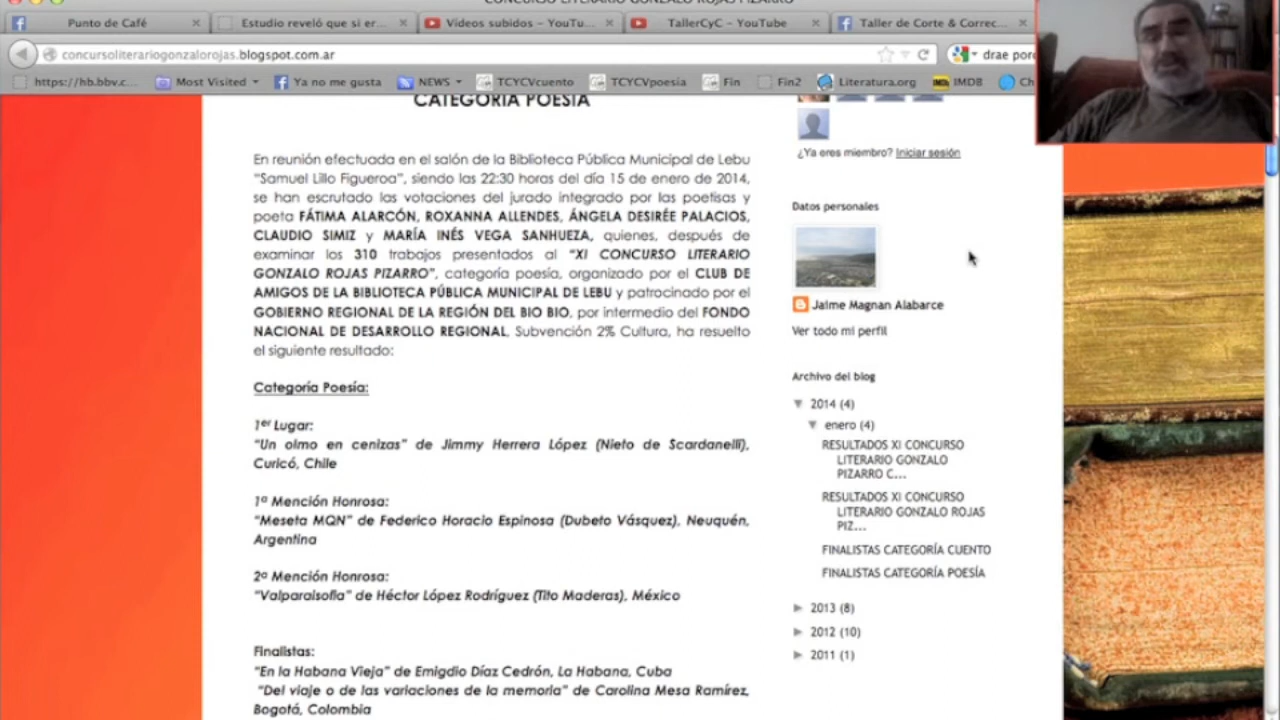 CONCURSO LITERARIO GONZALO ROJAS PIZARRO
Punto de Café
Estudio reveló que si er...
Videos subidos – YouTu...
TallerCyC – YouTube
Taller de Corte & Correc...
concursoliterariogonzalorojas.blogspot.com.ar
drae por
https://hb.bbv.c...
Most Visited
Ya no me gusta
NEWS
TCYCVcuento
TCYCVpoesia
Fin
Fin2
Literatura.org
IMDB
Ch
CATEGORÍA POESÍA
En reunión efectuada en el salón de la Biblioteca Pública Municipal de Lebu
"Samuel Lillo Figueroa", siendo las 22:30 horas del día 15 de enero de 2014,
se han escrutado las votaciones del jurado integrado por las poetisas y
poeta FÁTIMA ALARCÓN, ROXANNA ALLENDES, ÁNGELA DESIRÉE PALACIOS,
CLAUDIO SIMIZ y MARÍA INÉS VEGA SANHUEZA, quienes, después de
examinar los 310 trabajos presentados al "XI CONCURSO LITERARIO
GONZALO ROJAS PIZARRO", categoría poesía, organizado por el CLUB DE
AMIGOS DE LA BIBLIOTECA PÚBLICA MUNICIPAL DE LEBU y patrocinado por el
GOBIERNO REGIONAL DE LA REGIÓN DEL BIO BIO, por intermedio del FONDO
NACIONAL DE DESARROLLO REGIONAL, Subvención 2% Cultura, ha resuelto
el siguiente resultado:
Categoría Poesía:
1er Lugar:
"Un olmo en cenizas" de Jimmy Herrera López (Nieto de Scardanelli),
Curicó, Chile
1ª Mención Honrosa:
"Meseta MQN" de Federico Horacio Espinosa (Dubeto Vásquez), Neuquén,
Argentina
2ª Mención Honrosa:
"Valparaisofía" de Héctor López Rodríguez (Tito Maderas), México
Finalistas:
"En la Habana Vieja" de Emigdio Díaz Cedrón, La Habana, Cuba
"Del viaje o de las variaciones de la memoria" de Carolina Mesa Ramírez,
Bogotá, Colombia
¿Ya eres miembro? Iniciar sesión
Datos personales
Jaime Magnan Alabarce
Ver todo mi perfil
Archivo del blog
▼ 2014 (4)
▼ enero (4)
RESULTADOS XI CONCURSO
LITERARIO GONZALO
PIZARRO C...
RESULTADOS XI CONCURSO
LITERARIO GONZALO ROJAS
PIZ...
FINALISTAS CATEGORÍA CUENTO
FINALISTAS CATEGORÍA POESÍA
► 2013 (8)
► 2012 (10)
► 2011 (1)